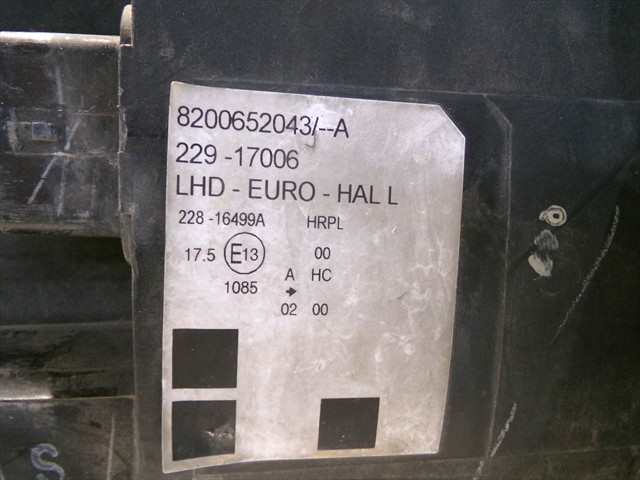 8200652043/--A
229 -17006
LHD - EURO - HAL L
228 -16499A HRPL
17.5 E13 00
A HC
1085 →
02 00
S